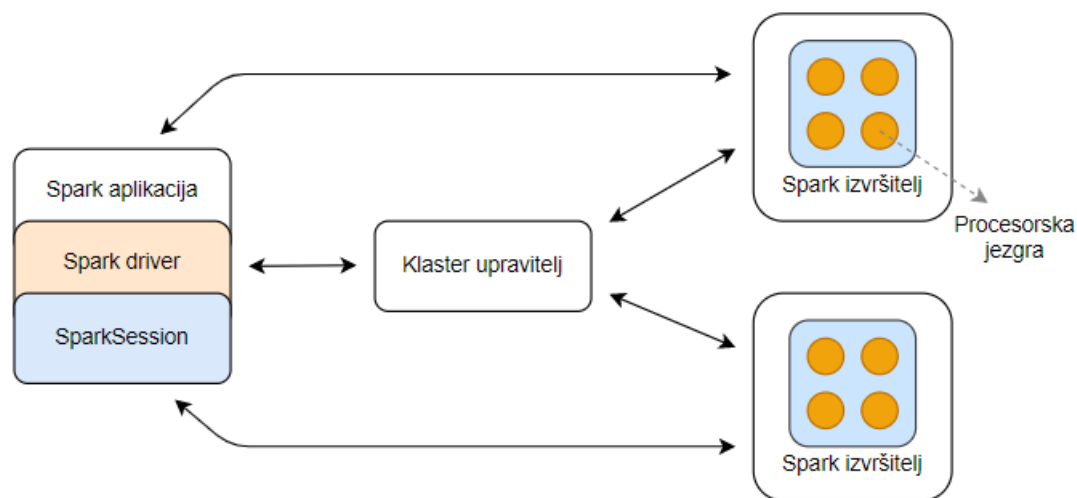 Spark aplikacija
Spark driver
SparkSession
Klaster upravitelj
Spark izvršitelj
Procesorska
jezgra
Spark izvršitelj